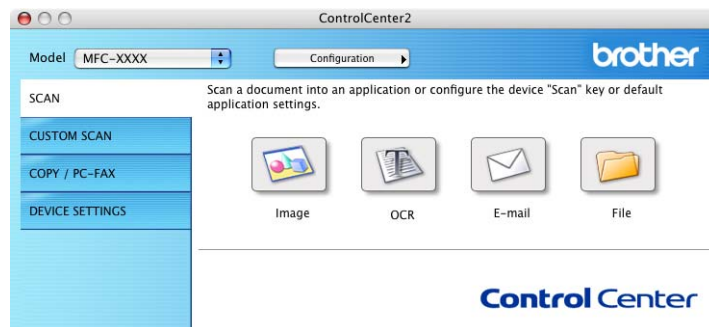 ControlCenter2
Model MFC-XXXX Configuration brother
SCAN
Scan a document into an application or configure the device "Scan" key or default
application settings.
CUSTOM SCAN
COPY / PC-FAX
DEVICE SETTINGS
Image OCR E-mail File
Control Center